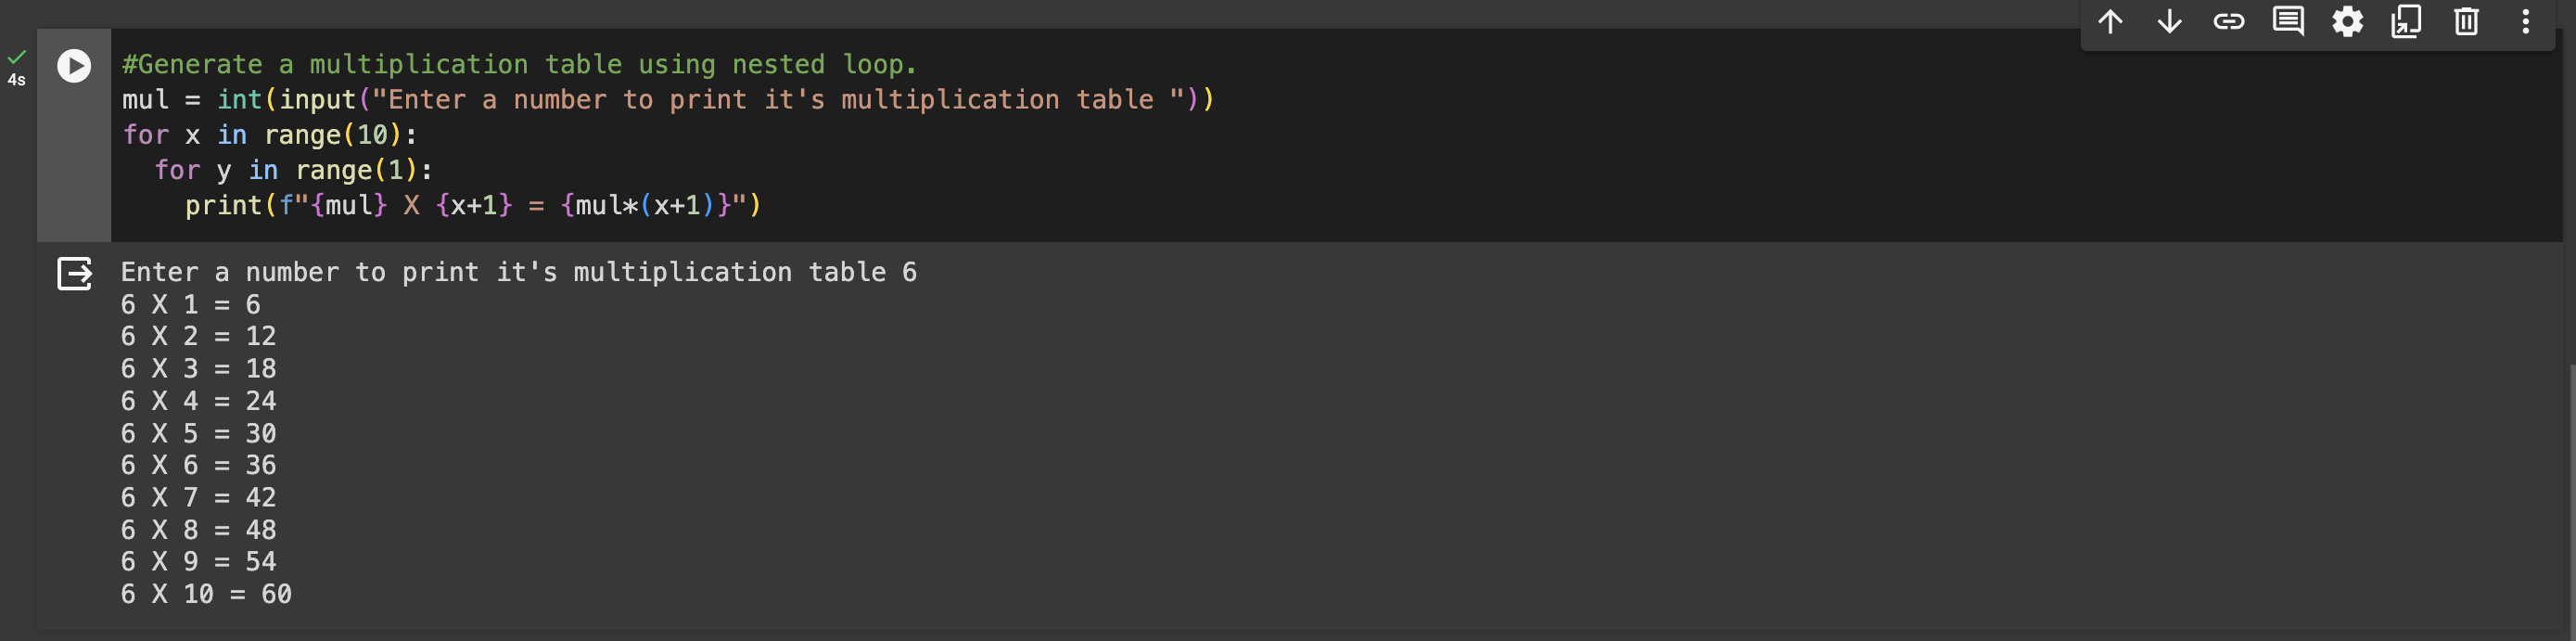 #Generate a multiplication table using nested loop.
4s
mul = int(input("Enter a number to print it's multiplication table "))
for x in range(10):
  for y in range(1):
    print(f"{mul} X {x+1} = {mul*(x+1)}")
Enter a number to print it's multiplication table 6
6 X 1 = 6
6 X 2 = 12
6 X 3 = 18
6 X 4 = 24
6 X 5 = 30
6 X 6 = 36
6 X 7 = 42
6 X 8 = 48
6 X 9 = 54
6 X 10 = 60